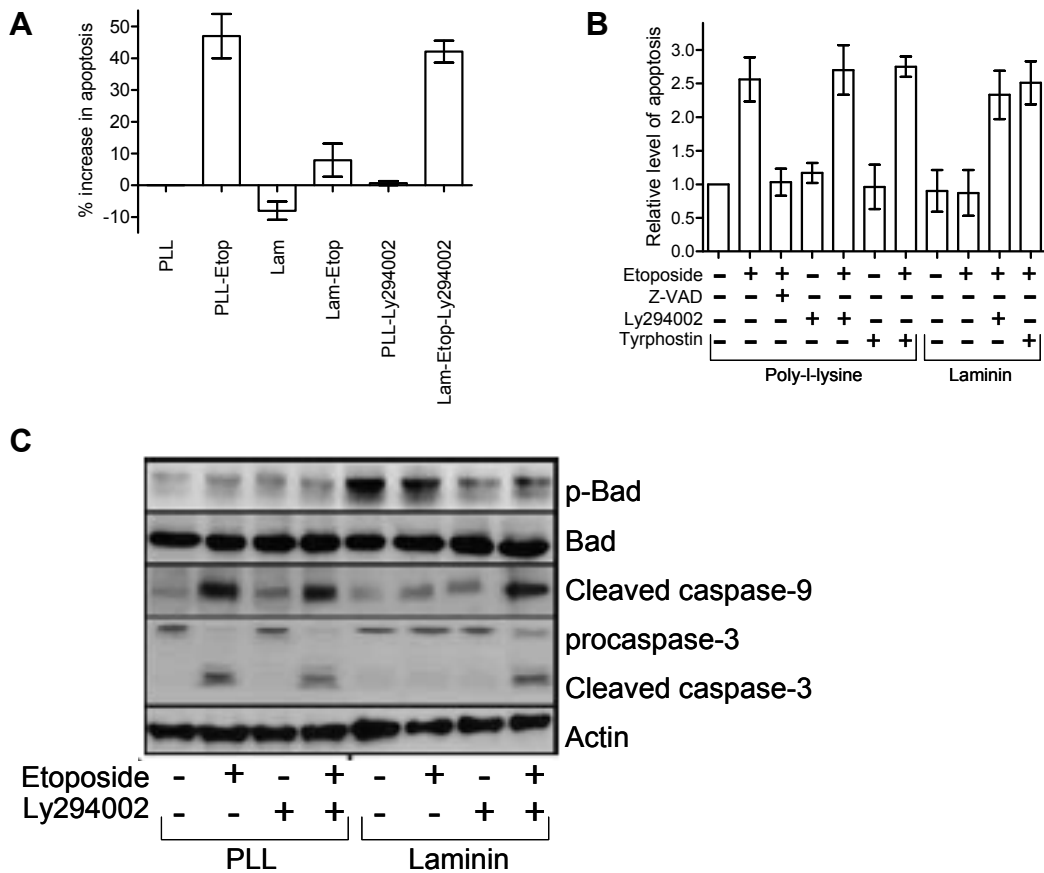 A
% increase in apoptosis
50
40
30
20
10
0
-10
PLL
PLL-Etop
Lam
Lam-Etop
PLL-Ly294002
Lam-Etop-Ly294002
B
Relative level of apoptosis
3.0
2.5
2.0
1.5
1.0
0.5
0.0
Etoposide - + + - + - + - + + +
Z-VAD - - + - - - - - - - -
Ly294002 - - - + + - - - - + -
Tyrphostin - - - - - + + - - - +
Poly-l-lysine
Laminin
C
p-Bad
Bad
Cleaved caspase-9
procaspase-3
Cleaved caspase-3
Actin
Etoposide - + - + - + - +
Ly294002 - - + + - - + +
PLL
Laminin